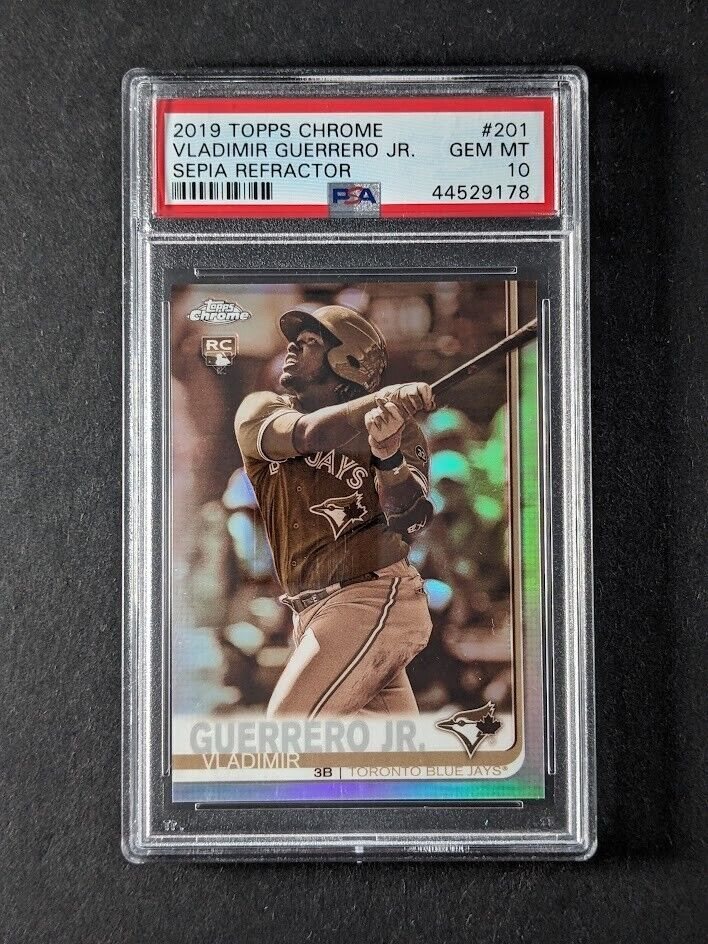 2019 TOPPS CHROME #201
VLADIMIR GUERRERO JR. GEM MT
SEPIA REFRACTOR 10
PSA 44529178
Topps
Chrome
RC
JAYS
GUERRERO JR.
VLADIMIR
3B | TORONTO BLUE JAYS®